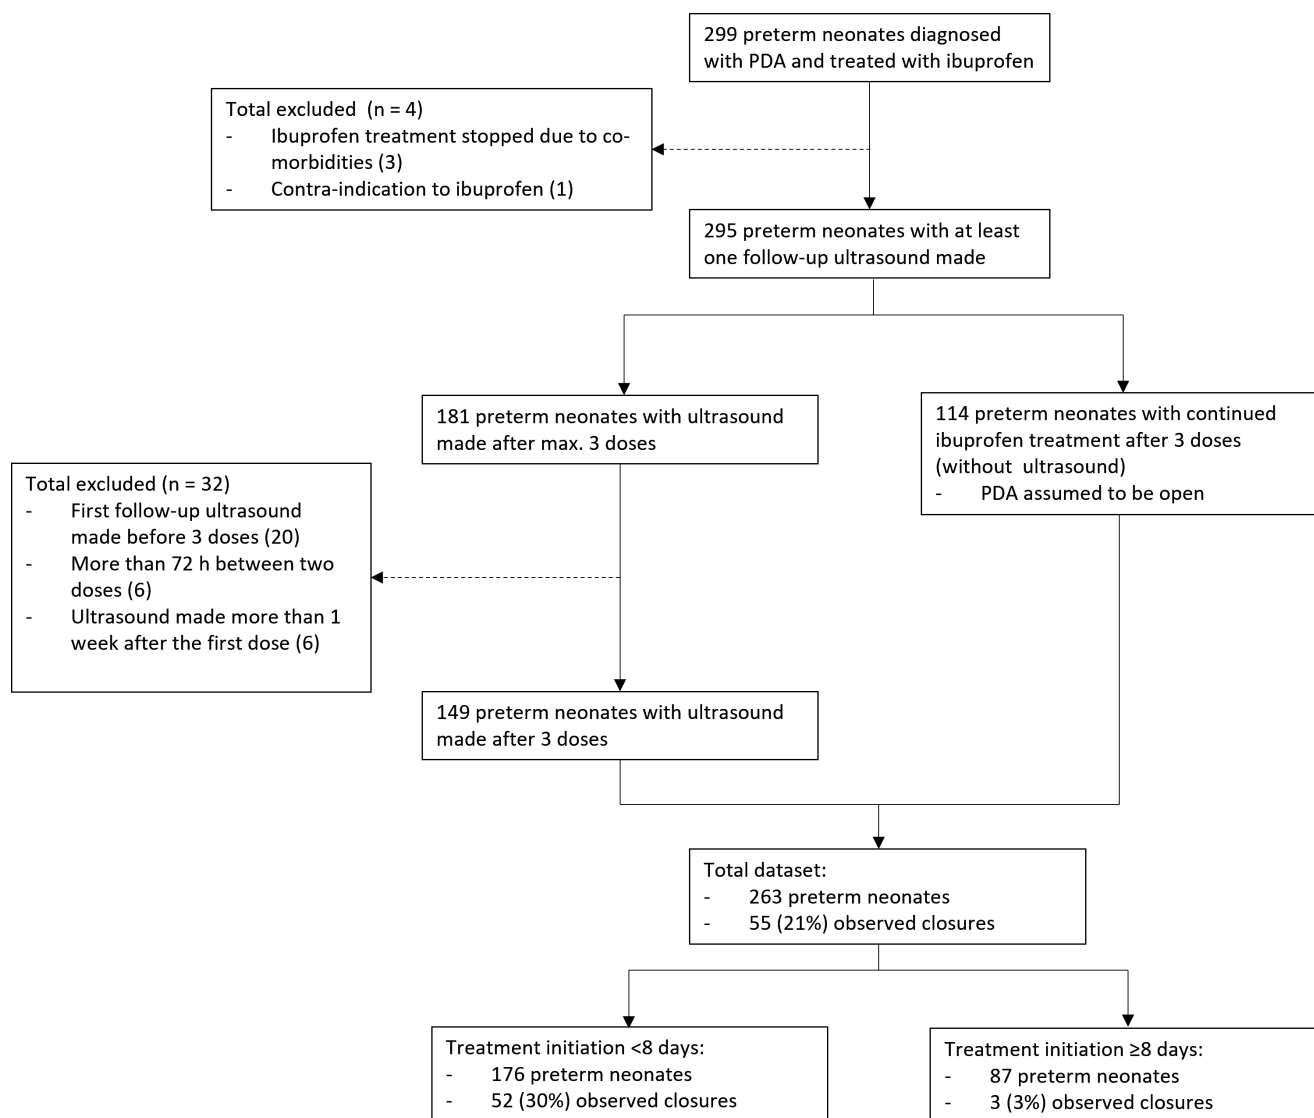 299 preterm neonates diagnosed
with PDA and treated with ibuprofen
Total excluded  (n = 4)
- Ibuprofen treatment stopped due to co-
morbidities (3)
- Contra-indication to ibuprofen (1)
295 preterm neonates with at least
one follow-up ultrasound made
181 preterm neonates with ultrasound
made after max. 3 doses
114 preterm neonates with continued
ibuprofen treatment after 3 doses
(without  ultrasound)
- PDA assumed to be open
Total excluded (n = 32)
- First follow-up ultrasound
made before 3 doses (20)
- More than 72 h between two
doses (6)
- Ultrasound made more than 1
week after the first dose (6)
149 preterm neonates with ultrasound
made after 3 doses
Total dataset:
- 263 preterm neonates
- 55 (21%) observed closures
Treatment initiation <8 days:
- 176 preterm neonates
- 52 (30%) observed closures
Treatment initiation ≥8 days:
- 87 preterm neonates
- 3 (3%) observed closures